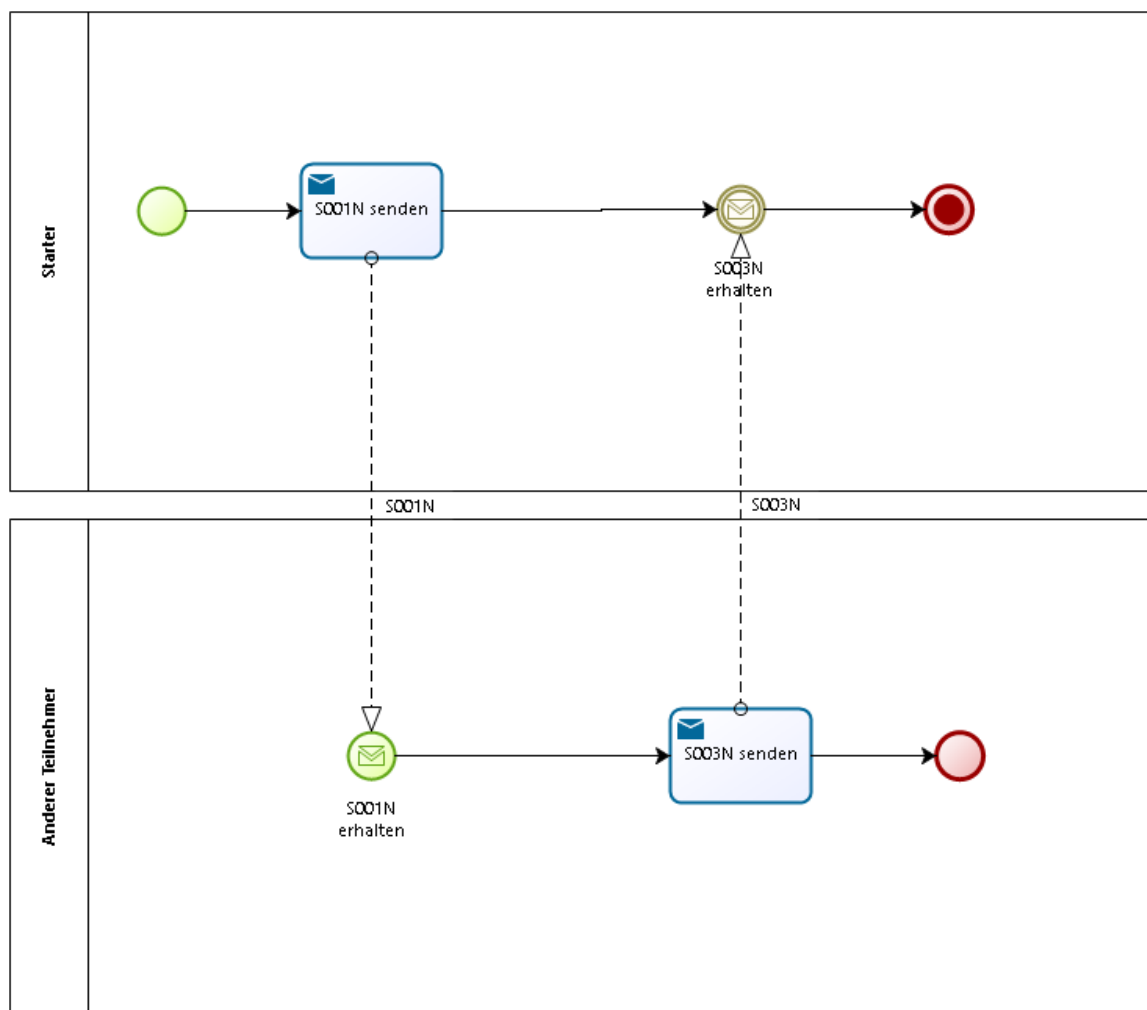 Starter
S001N senden
S003N
erhalten
S001N
S003N
Anderer Teilnehmer
S003N senden
S001N
erhalten